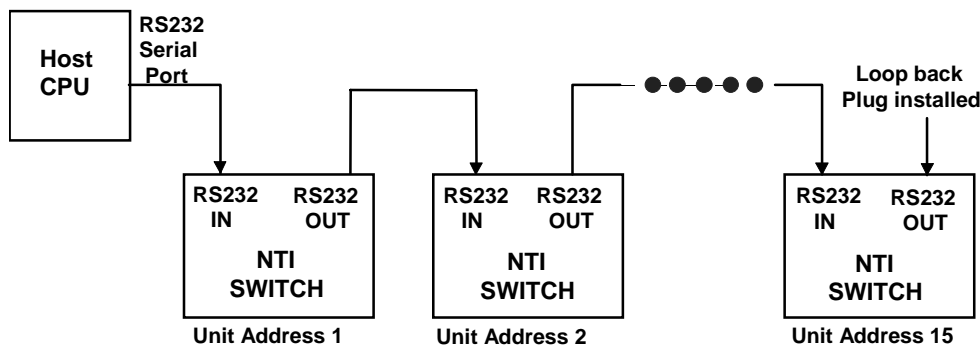 Host
CPU
RS232
Serial
Port
Loop back
Plug installed
RS232
IN
RS232
OUT
NTI
SWITCH
Unit Address 1
RS232
IN
RS232
OUT
NTI
SWITCH
Unit Address 2
RS232
IN
RS232
OUT
NTI
SWITCH
Unit Address 15